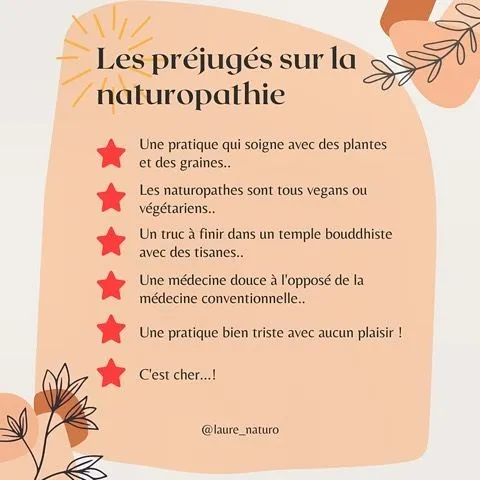 Les préjugés sur la
naturopathie
Une pratique qui soigne avec des plantes
et des graines..
Les naturopathes sont tous vegans ou
végétariens..
Un truc à finir dans un temple bouddhiste
avec des tisanes..
Une médecine douce à l'opposé de la
médecine conventionnelle..
Une pratique bien triste avec aucun plaisir !
C'est cher...!
@laure_naturo